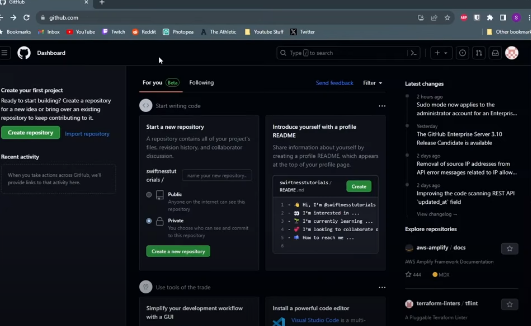 GitHub
github.com
Bookmarks
Inbox
YouTube
Twitch
Reddit
Photopea
The Athletic
YouTube Stuff
Twitter
Other bookmarks
Dashboard
Type / to search
For you Beta Following
Send feedback Filter
Create your first project
Ready to start building? Create a repository
for a new idea or bring over an existing
repository to keep contributing to it.
Create repository Import repository
Recent activity
When you take actions across GitHub, we'll
provide links to that activity here.
Start writing code
Start a new repository
A repository contains all of your project's
files, revision history, and collaborator
discussion.
swiftnesstut
orials /
name your new repository...
Public
Anyone on the internet can see this
repository
Private
You choose who can see and commit
to this repository
Create a new repository
Introduce yourself with a profile
README
Share information about yourself by
creating a profile README, which appears
at the top of your profile page.
swiftnesstutorials /
README.md
Create
1 - 👋 Hi, I'm @swiftnesstutorials
2 - 👀 I'm interested in ...
3 - 🌱 I'm currently learning ...
4 - 💞️ I'm looking to collaborate o
5 - 📫 How to reach me ...
6
Use tools of the trade
Simplify your development workflow
with a GUI
Install a powerful code editor
Visual Studio Code is a multi-
Latest changes
2 hours ago
Sudo mode now applies to the
administrator account for an Enterprise...
Yesterday
The GitHub Enterprise Server 3.10
Release Candidate is available
2 days ago
Removal of source IP addresses from
API error messages related to IP allow...
2 days ago
Improving the code scanning REST API
`updated_at` field
View changelog →
Explore repositories
aws-amplify / docs
AWS Amplify Framework Documentation
444 MDX
terraform-linters / tflint
A Pluggable Terraform Linter